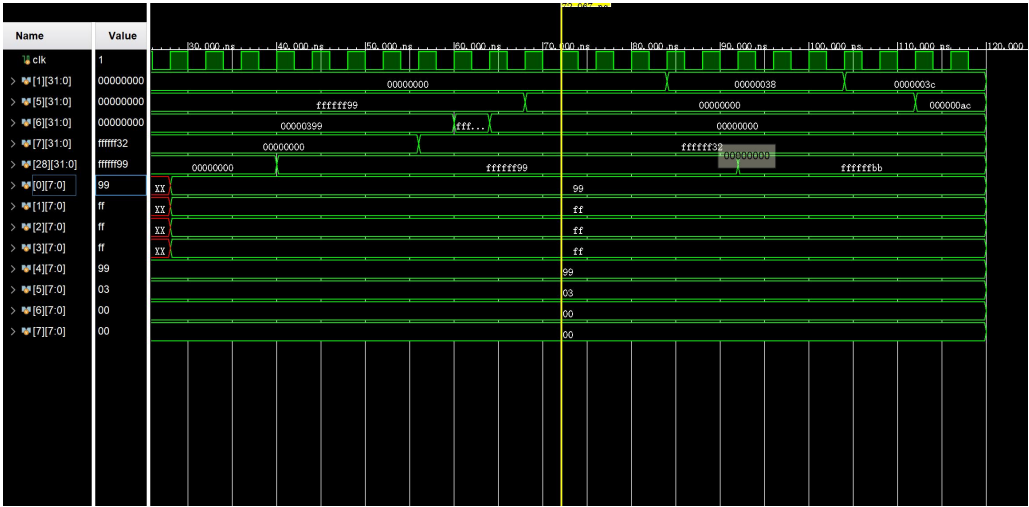 72.067 ns
Name Value
30.000 ns 40.000 ns 50.000 ns 60.000 ns 70.000 ns 80.000 ns 90.000 ns 100.000 ns 110.000 ns 120.000
clk 1
[1][31:0] 00000000 00000000 00000038 0000003c
[5][31:0] 00000000 ffffff99 00000000 000000ac
[6][31:0] 00000000 00000399 fff... 00000000
[7][31:0] ffffff32 00000000 ffffff32
00000000
[28][31:0] ffffff99 00000000 ffffff99 ffffffbb
[0][7:0] 99 XX 99
[1][7:0] ff XX ff
[2][7:0] ff XX ff
[3][7:0] ff XX ff
[4][7:0] 99 99
[5][7:0] 03 03
[6][7:0] 00 00
[7][7:0] 00 00